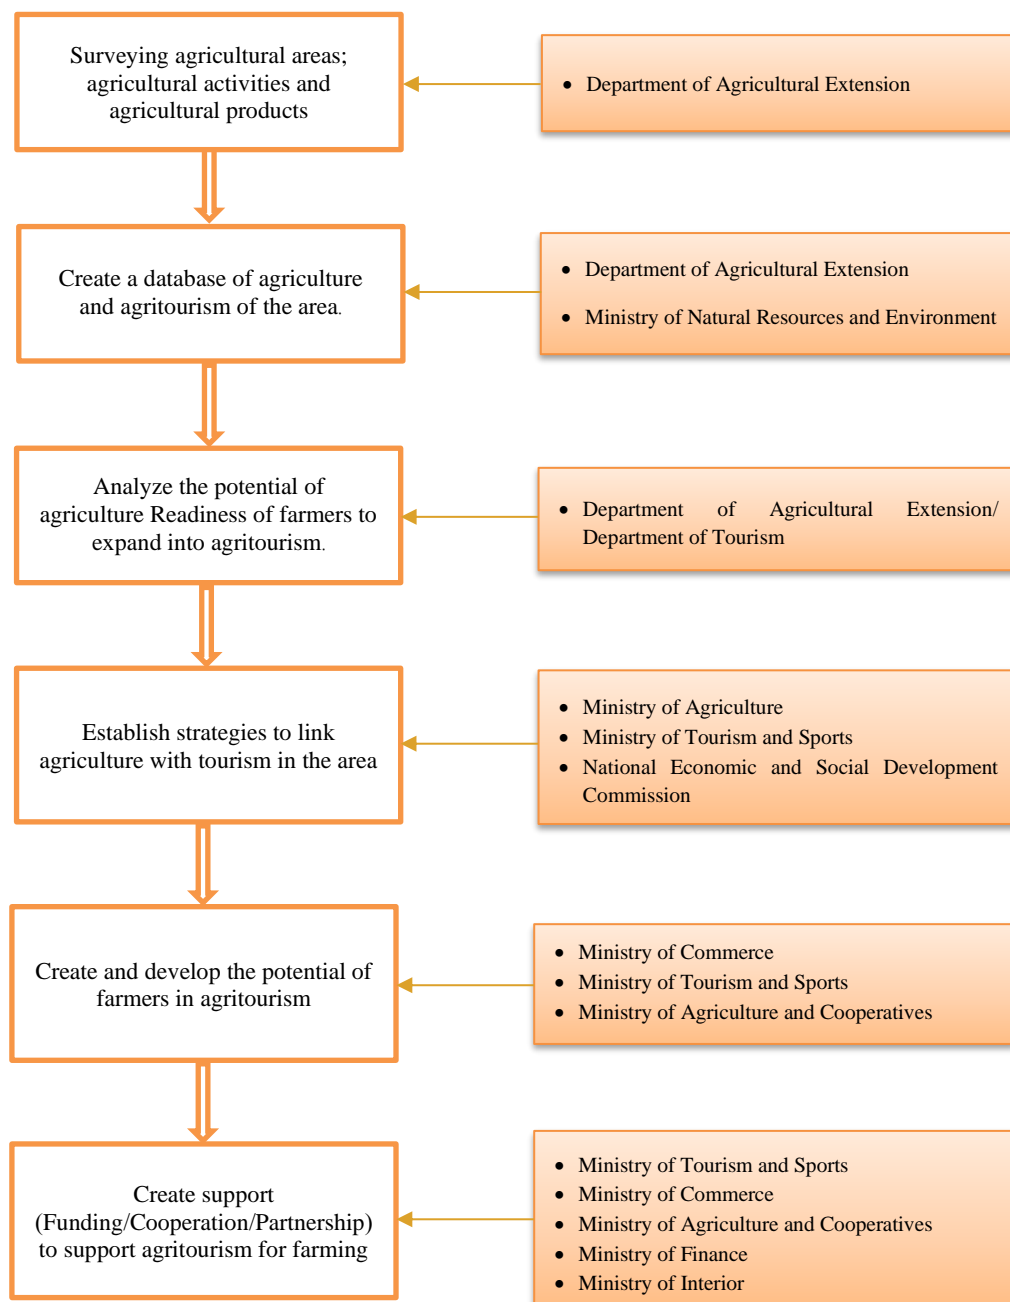 Surveying agricultural areas;
agricultural activities and
agricultural products
• Department of Agricultural Extension
Create a database of agriculture
and agritourism of the area.
• Department of Agricultural Extension
• Ministry of Natural Resources and Environment
Analyze the potential of
agriculture Readiness of farmers to
expand into agritourism.
• Department of Agricultural Extension/
Department of Tourism
Establish strategies to link
agriculture with tourism in the area
• Ministry of Agriculture
• Ministry of Tourism and Sports
• National Economic and Social Development
Commission
Create and develop the potential of
farmers in agritourism
• Ministry of Commerce
• Ministry of Tourism and Sports
• Ministry of Agriculture and Cooperatives
Create support
(Funding/Cooperation/Partnership)
to support agritourism for farming
• Ministry of Tourism and Sports
• Ministry of Commerce
• Ministry of Agriculture and Cooperatives
• Ministry of Finance
• Ministry of Interior